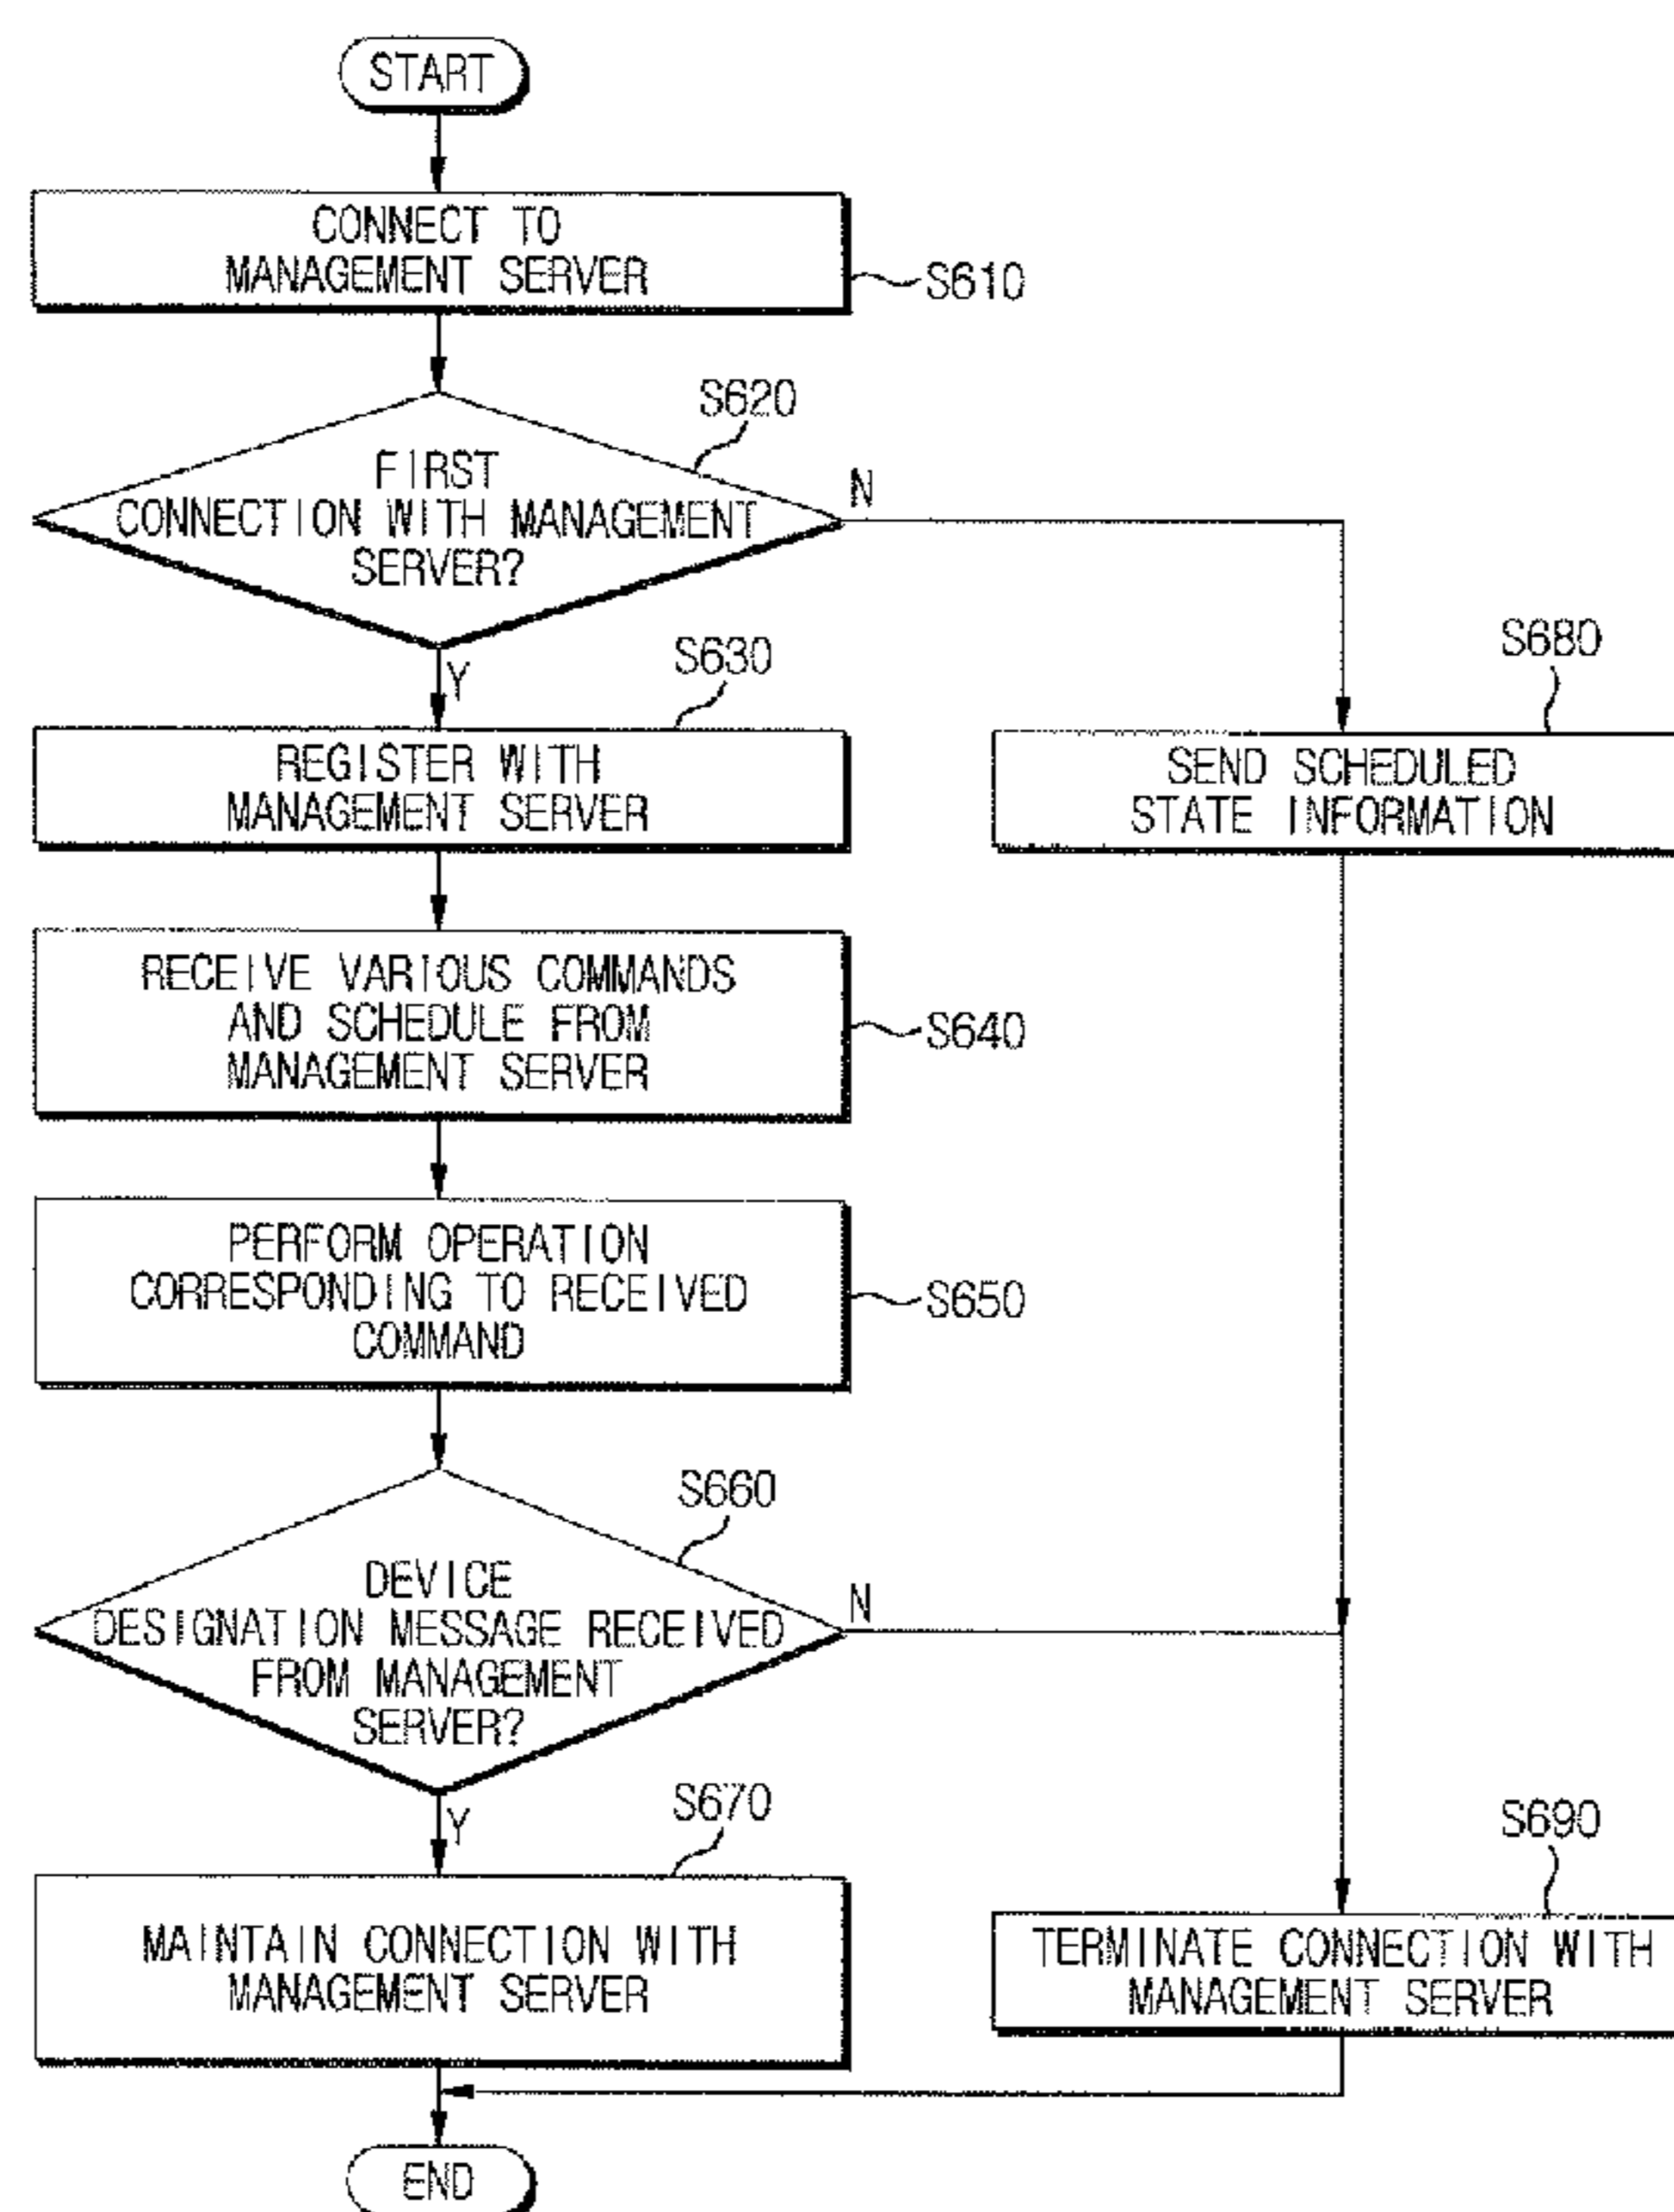 START
CONNECT TO
MANAGEMENT SERVER
S610
S620
FIRST
CONNECTION WITH MANAGEMENT
SERVER?
N
Y
S630
REGISTER WITH
MANAGEMENT SERVER
S680
SEND SCHEDULED
STATE INFORMATION
RECEIVE VARIOUS COMMANDS
AND SCHEDULE FROM
MANAGEMENT SERVER
S640
PERFORM OPERATION
CORRESPONDING TO RECEIVED
COMMAND
S650
S660
DEVICE
DESIGNATION MESSAGE RECEIVED
FROM MANAGEMENT
SERVER?
N
Y
S670
MAINTAIN CONNECTION WITH
MANAGEMENT SERVER
S690
TERMINATE CONNECTION WITH
MANAGEMENT SERVER
END